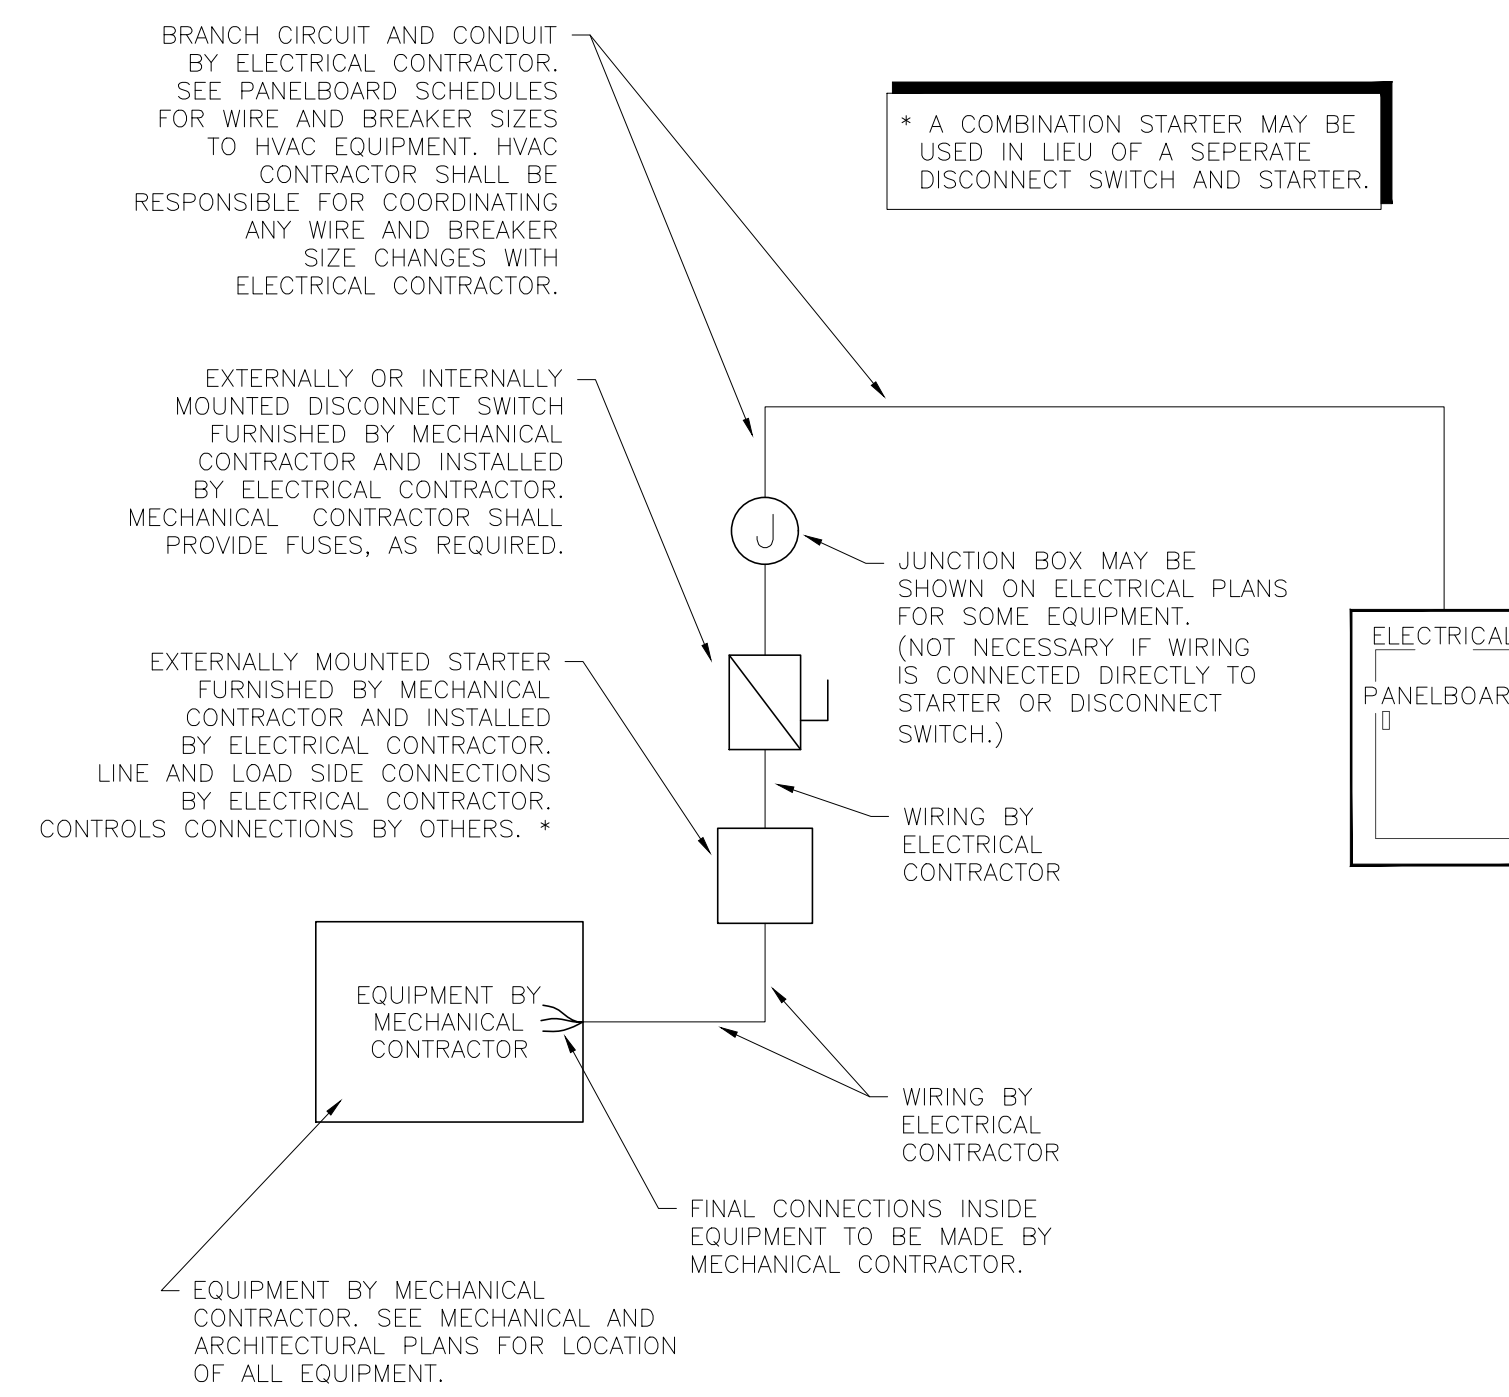 BRANCH CIRCUIT AND CONDUIT
BY ELECTRICAL CONTRACTOR.
SEE PANELBOARD SCHEDULES
FOR WIRE AND BREAKER SIZES
TO HVAC EQUIPMENT. HVAC
CONTRACTOR SHALL BE
RESPONSIBLE FOR COORDINATING
ANY WIRE AND BREAKER
SIZE CHANGES WITH
ELECTRICAL CONTRACTOR.
* A COMBINATION STARTER MAY BE
USED IN LIEU OF A SEPERATE
DISCONNECT SWITCH AND STARTER.
EXTERNALLY OR INTERNALLY
MOUNTED DISCONNECT SWITCH
FURNISHED BY MECHANICAL
CONTRACTOR AND INSTALLED
BY ELECTRICAL CONTRACTOR.
MECHANICAL CONTRACTOR SHALL
PROVIDE FUSES, AS REQUIRED.
J
JUNCTION BOX MAY BE
SHOWN ON ELECTRICAL PLANS
FOR SOME EQUIPMENT.
(NOT NECESSARY IF WIRING
IS CONNECTED DIRECTLY TO
STARTER OR DISCONNECT
SWITCH.)
ELECTRICAL
PANELBOAR
EXTERNALLY MOUNTED STARTER
FURNISHED BY MECHANICAL
CONTRACTOR AND INSTALLED
BY ELECTRICAL CONTRACTOR.
LINE AND LOAD SIDE CONNECTIONS
BY ELECTRICAL CONTRACTOR.
CONTROLS CONNECTIONS BY OTHERS. *
WIRING BY
ELECTRICAL
CONTRACTOR
EQUIPMENT BY
MECHANICAL
CONTRACTOR
WIRING BY
ELECTRICAL
CONTRACTOR
FINAL CONNECTIONS INSIDE
EQUIPMENT TO BE MADE BY
MECHANICAL CONTRACTOR.
EQUIPMENT BY MECHANICAL
CONTRACTOR. SEE MECHANICAL AND
ARCHITECTURAL PLANS FOR LOCATION
OF ALL EQUIPMENT.